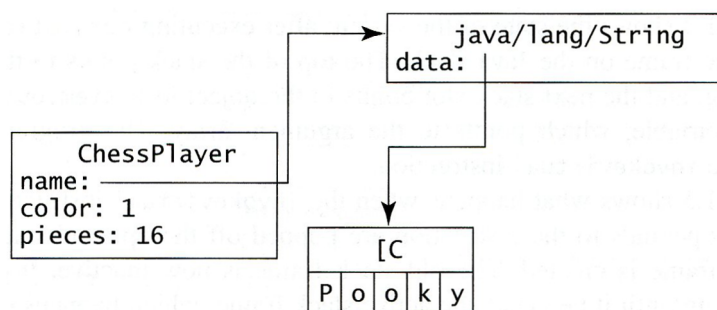 java/lang/String
data:
ChessPlayer
name:
color: 1
pieces: 16
[C
P o o k y